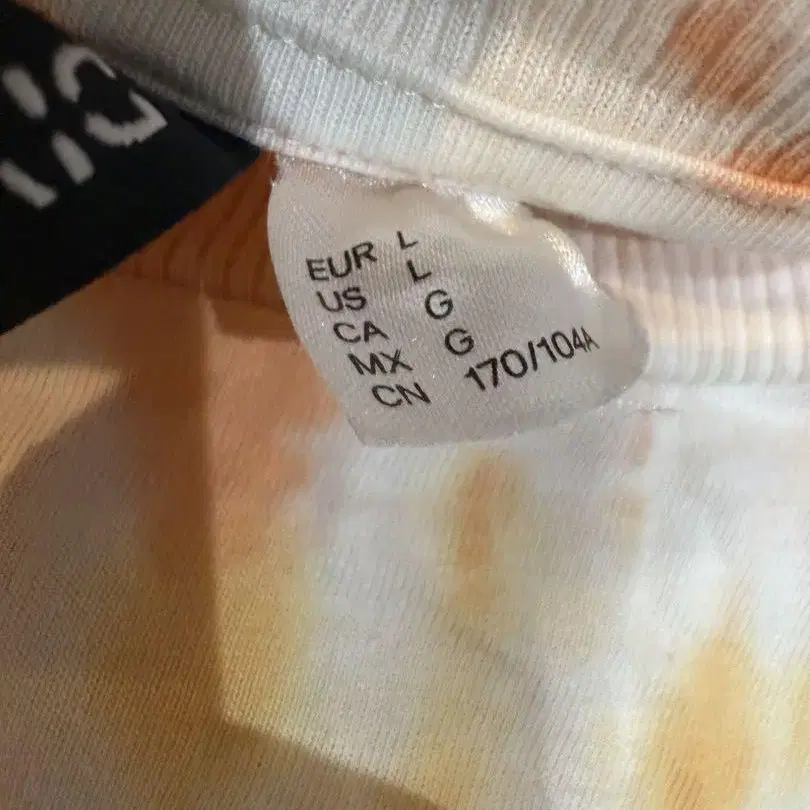 EUR L
US L
CA G
MX G
CN 170/104A